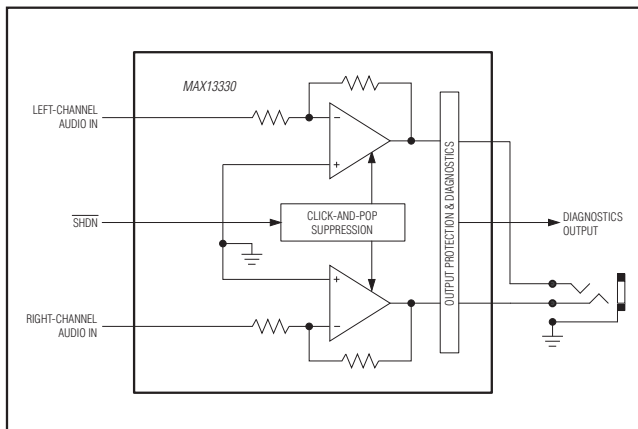 MAX13330
LEFT-CHANNEL
AUDIO IN
−
+
SHDN
CLICK-AND-POP
SUPPRESSION
OUTPUT PROTECTION & DIAGNOSTICS
DIAGNOSTICS
OUTPUT
+
−
RIGHT-CHANNEL
AUDIO IN